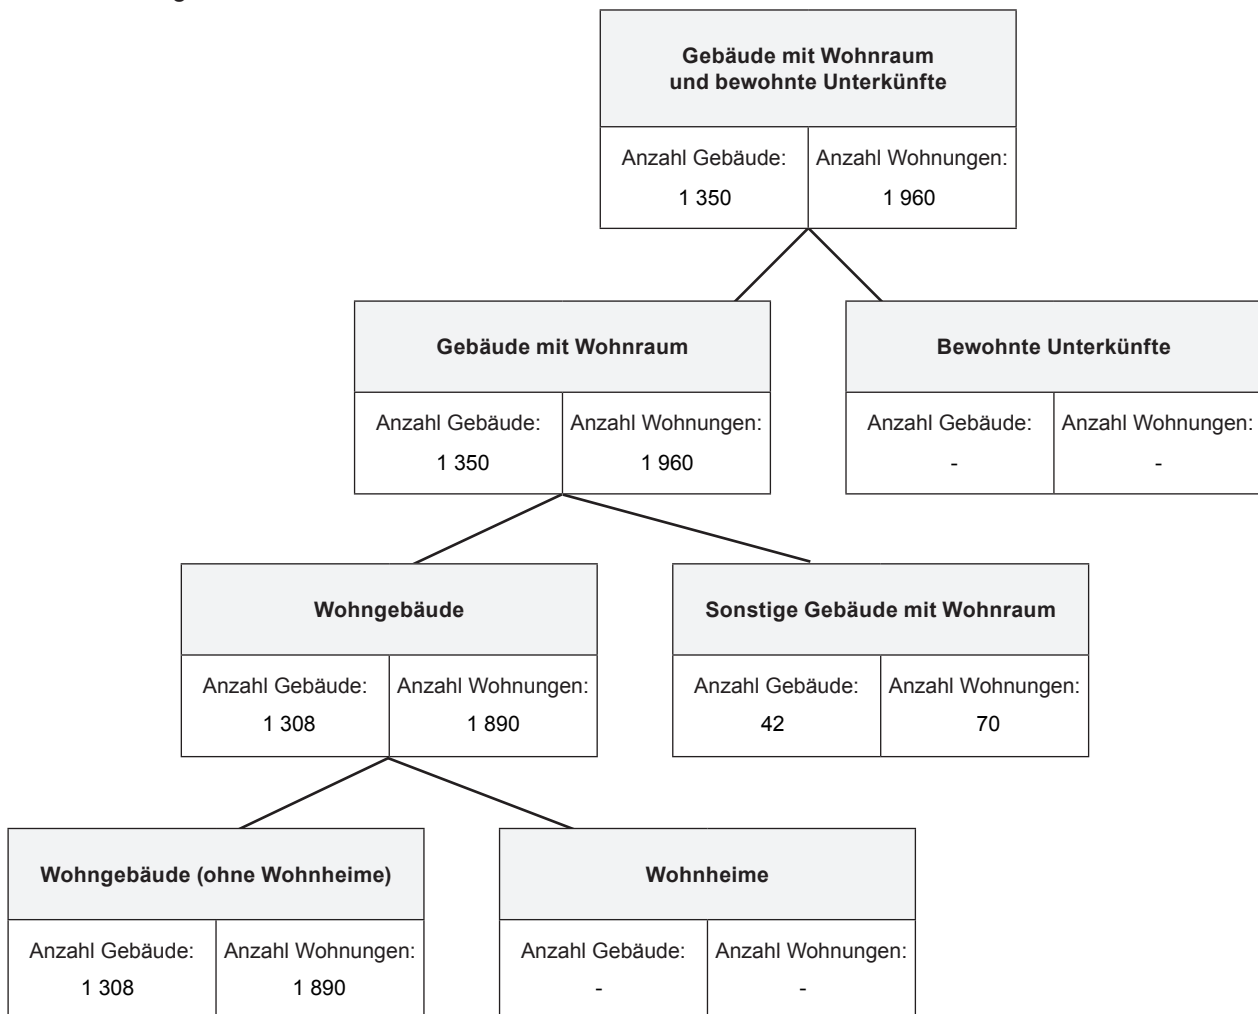 Gebäude mit Wohnraum
und bewohnte Unterkünfte
Anzahl Gebäude: Anzahl Wohnungen:
1 350 1 960
Gebäude mit Wohnraum Bewohnte Unterkünfte
Anzahl Gebäude: Anzahl Wohnungen: Anzahl Gebäude: Anzahl Wohnungen:
1 350 1 960 - -
Wohngebäude Sonstige Gebäude mit Wohnraum
Anzahl Gebäude: Anzahl Wohnungen: Anzahl Gebäude: Anzahl Wohnungen:
1 308 1 890 42 70
Wohngebäude (ohne Wohnheime) Wohnheime
Anzahl Gebäude: Anzahl Wohnungen: Anzahl Gebäude: Anzahl Wohnungen:
1 308 1 890 - -